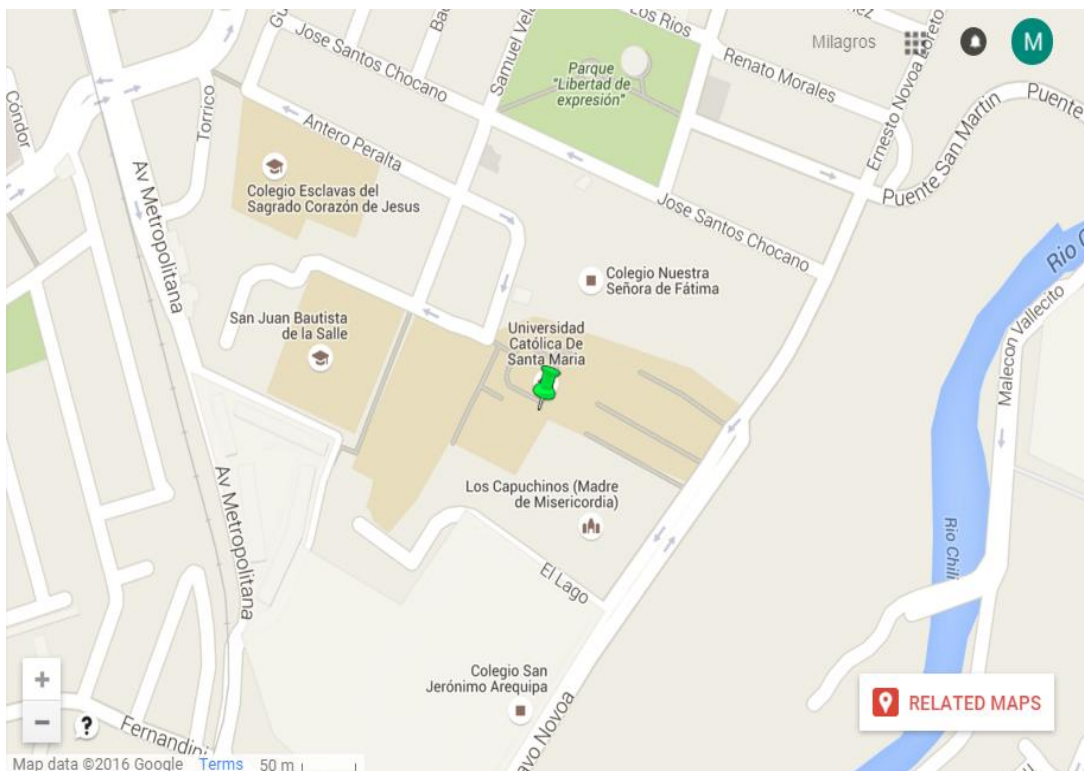 Los Rios
Milagros
M
Jose Santos Chocano
Samuel Vel
Parque
"Libertad de
expresión"
Renato Morales
Ernesto Novoa Loreto
Puente San Martin
Puente
Cóndor
Torrico
Antero Peralta
Av Metropolitana
Colegio Esclavas del
Sagrado Corazón de Jesus
Jose Santos Chocano
Rio C
Colegio Nuestra
Señora de Fátima
Malecon Vallecito
San Juan Bautista
de la Salle
Universidad
Católica De
Santa Maria
Av Metropolitana
Los Capuchinos (Madre
de Misericordia)
Rio Chili
El Lago
Colegio San
Jerónimo Arequipa
RELATED MAPS
+
−
?
Fernandini
avo Novoa
Map data ©2016 Google Terms 50 m